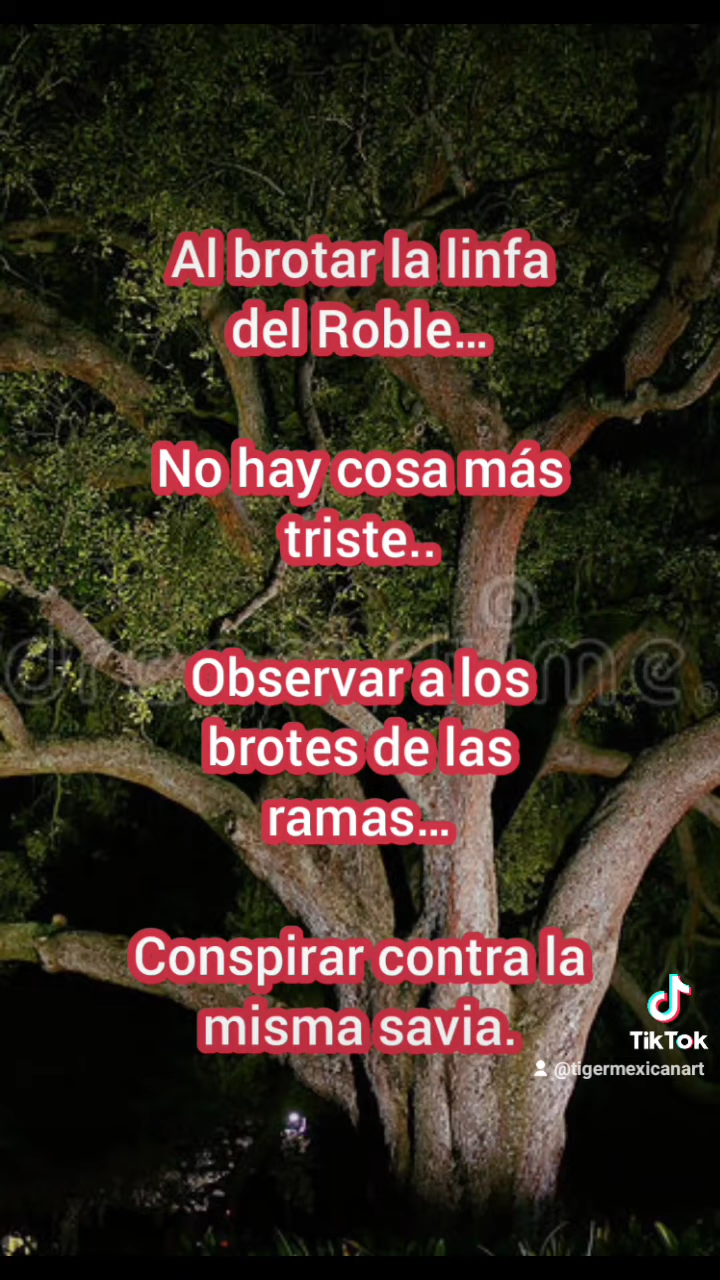 Al brotar la linfa
del Roble...
No hay cosa más
triste..
Observar a los
brotes de las
ramas...
Conspirar contra la
misma savia.
dreamstime.
TikTok
@tigermexicanart